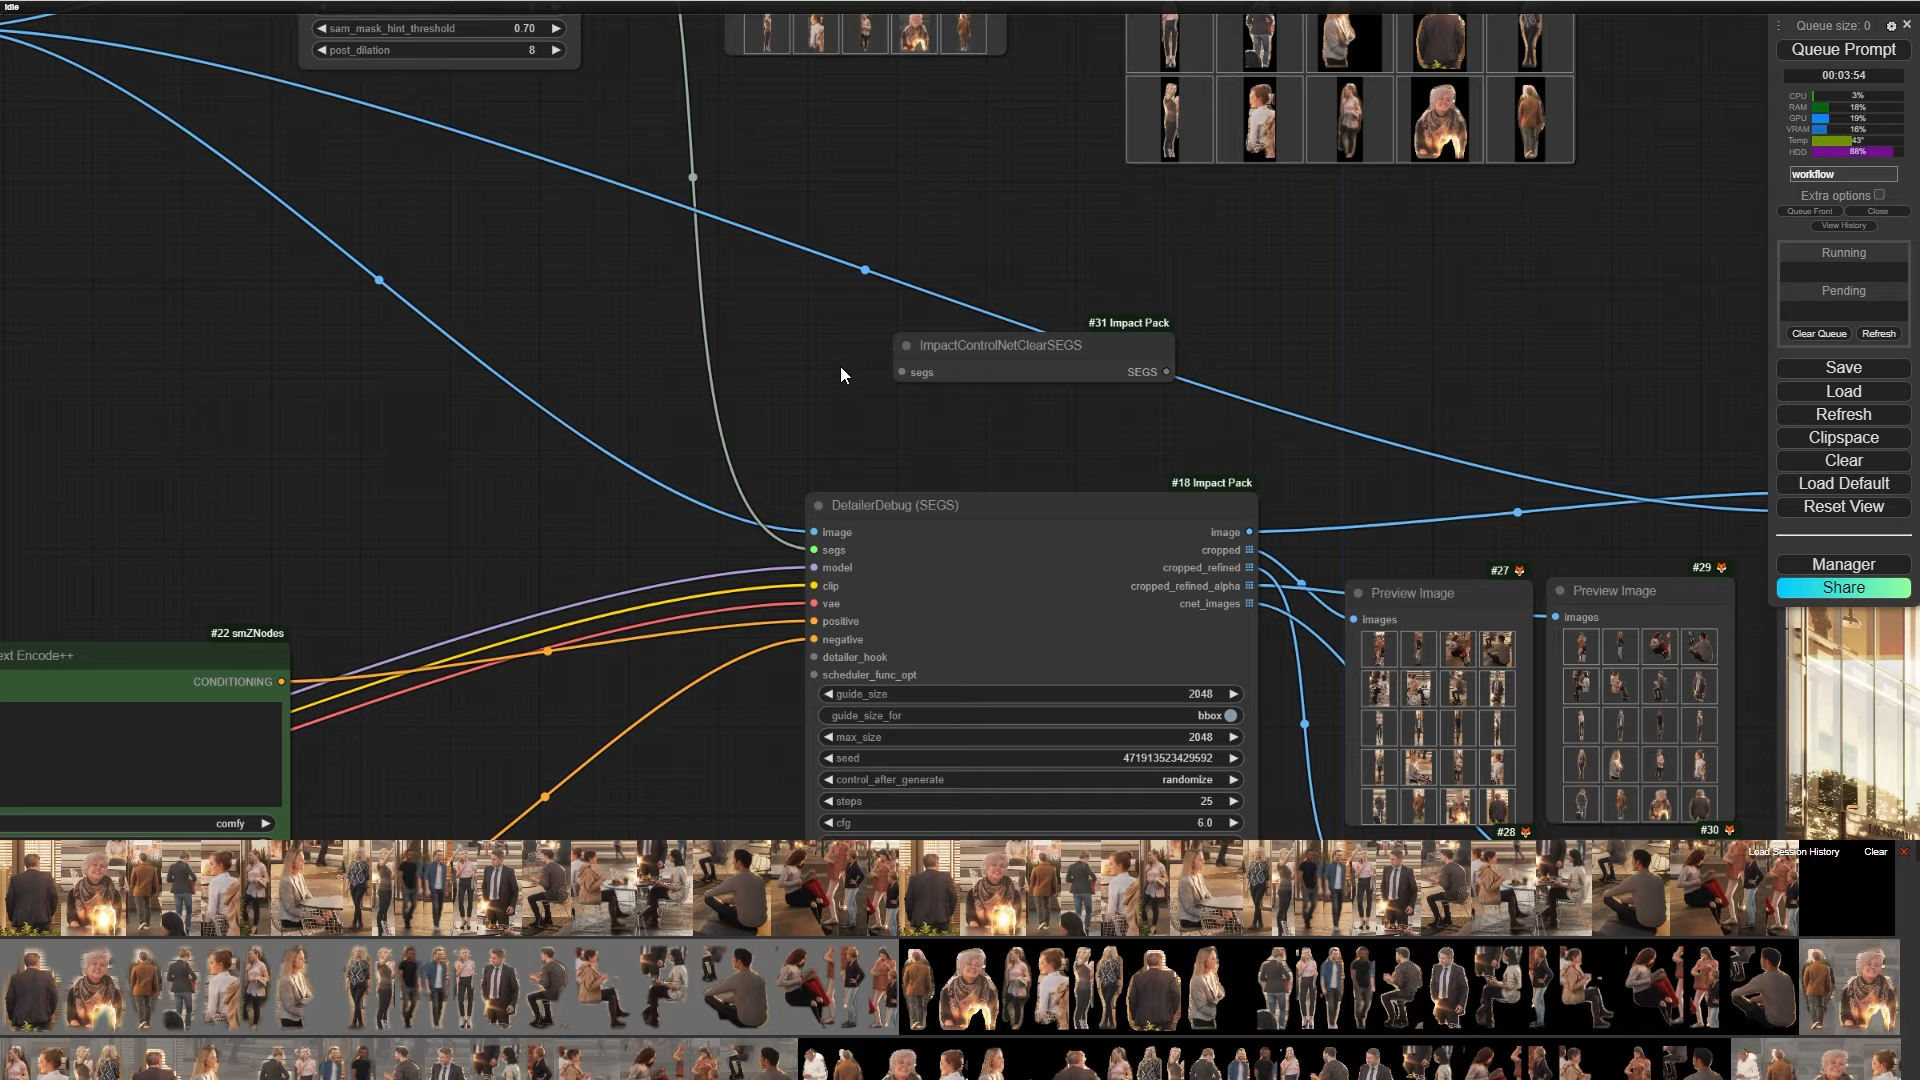 Idle
sam_mask_hint_threshold 0.70
post_dilation 8
Queue size: 0
Queue Prompt
00:03:54
CPU 3%
RAM 18%
GPU 19%
VRAM 16%
Temp 43°
HDD 88%
workflow
Extra options
Queue Front Close
View History
Running
Pending
Clear Queue Refresh
Save
Load
Refresh
Clipspace
Clear
Load Default
Reset View
Manager
Share
#31 Impact Pack
ImpactControlNetClearSEGS
segs SEGS
#18 Impact Pack
DetailerDebug (SEGS)
image image
segs cropped
model cropped_refined
clip cropped_refined_alpha
vae cnet_images
positive
negative
detailer_hook
scheduler_func_opt
guide_size 2048
guide_size_for bbox
max_size 2048
seed 471913523429592
control_after_generate randomize
steps 25
cfg 6.0
#22 smZNodes
ext Encode++
CONDITIONING
comfy
#27
Preview Image
images
#29
Preview Image
images
#28
#30
Load Session History Clear